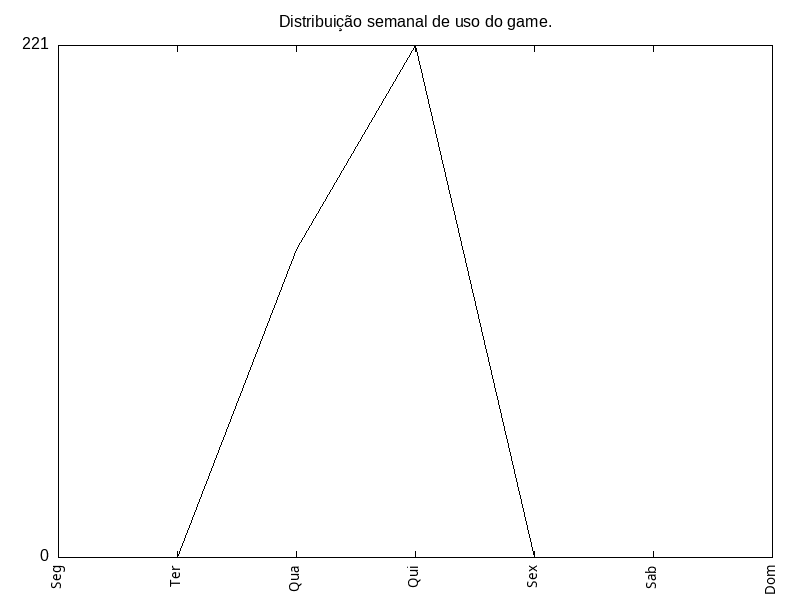 Distribuição semanal de uso do game.
221
0
Seg
Ter
Qua
Qui
Sex
Sab
Dom